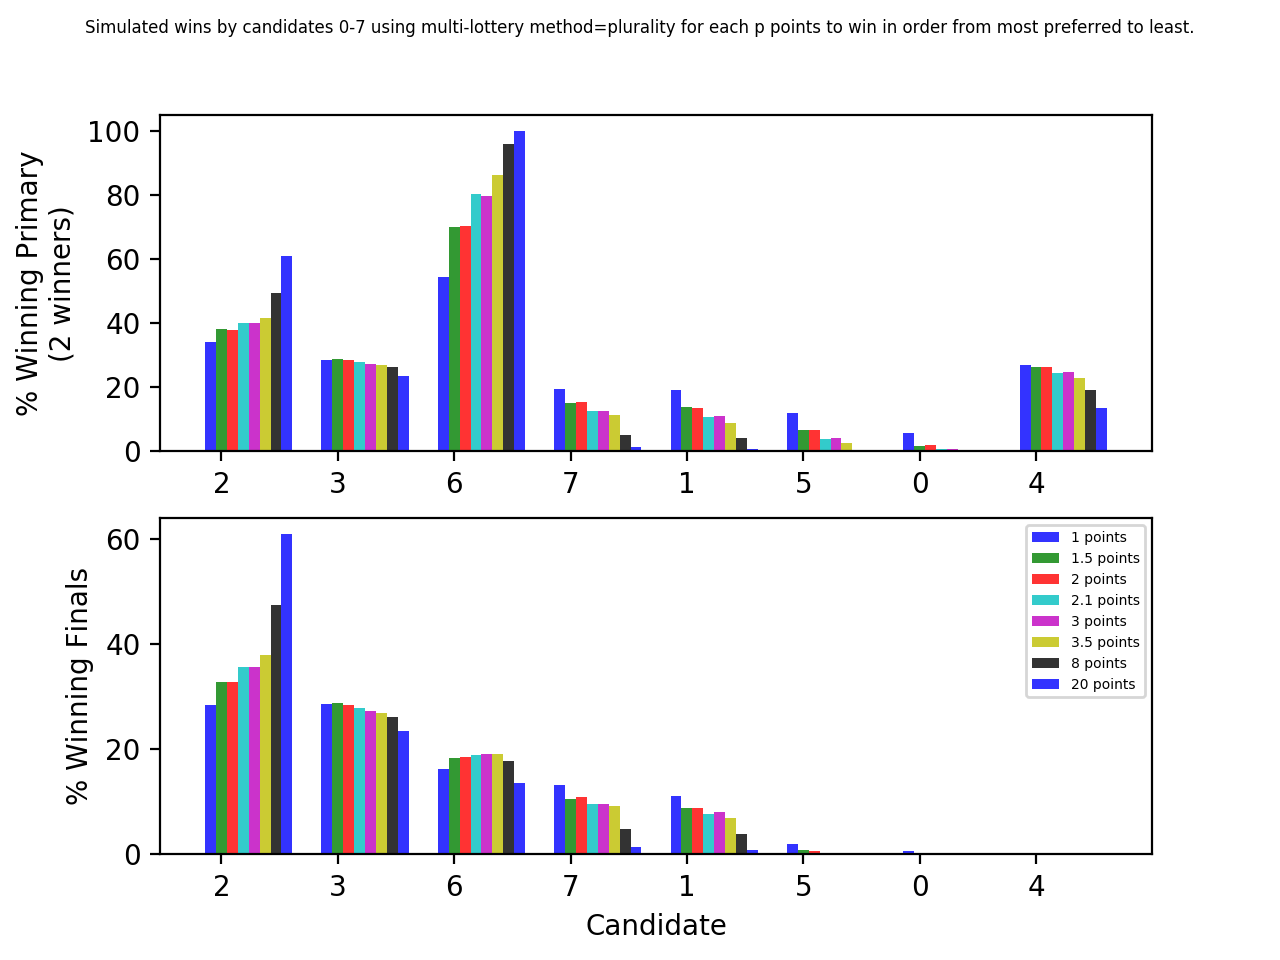 Simulated wins by candidates 0-7 using multi-lottery method=plurality for each p points to win in order from most preferred to least.
% Winning Primary
(2 winners)
100
80
60
40
20
0
2 3 6 7 1 5 0 4
% Winning Finals
60
40
20
0
1 points
1.5 points
2 points
2.1 points
3 points
3.5 points
8 points
20 points
2 3 6 7 1 5 0 4
Candidate